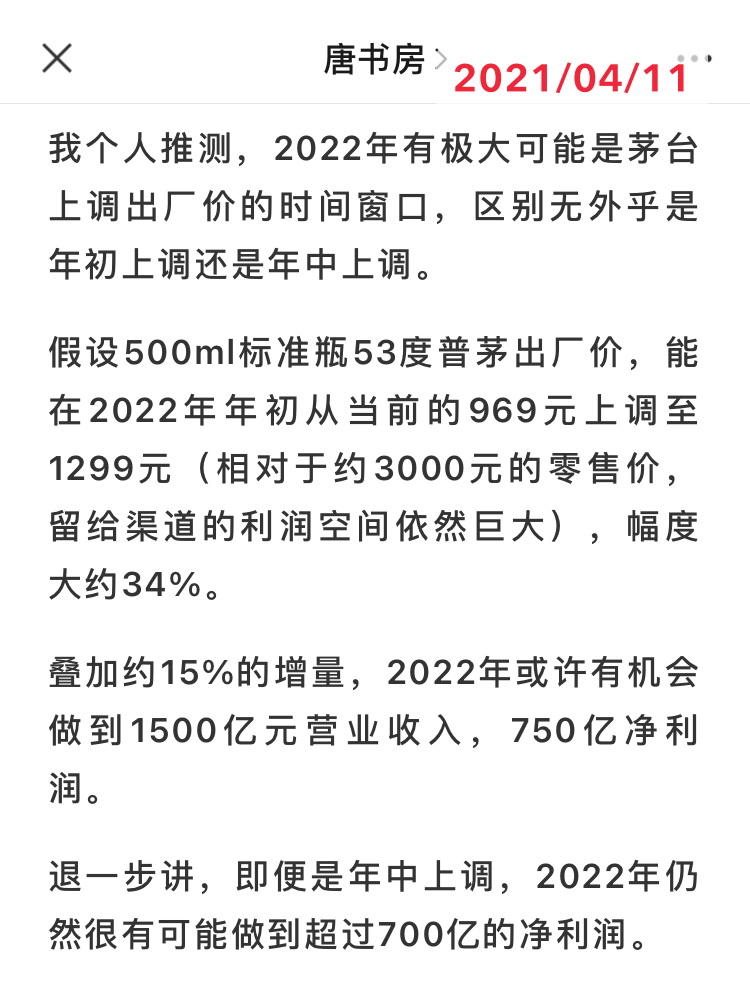 唐书房
2021/04/11
我个人推测，2022年有极大可能是茅台
上调出厂价的时间窗口，区别无外乎是
年初上调还是年中上调。
假设500ml标准瓶53度普茅出厂价，能
在2022年年初从当前的969元上调至
1299元（相对于约3000元的零售价，
留给渠道的利润空间依然巨大），幅度
大约34%。
叠加约15%的增量，2022年或许有机会
做到1500亿元营业收入，750亿净利
润。
退一步讲，即便是年中上调，2022年仍
然很有可能做到超过700亿的净利润。